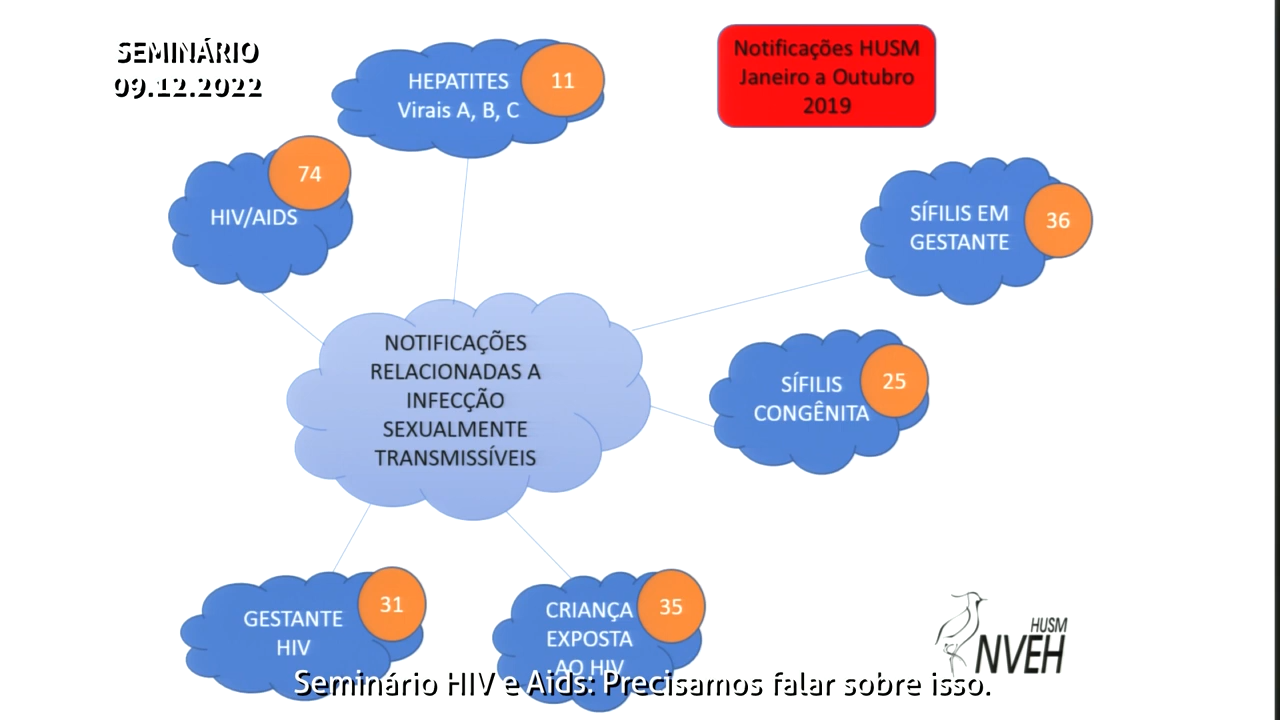 SEMINÁRIO
09.12.2022
HEPATITES
Virais A, B, C
11
Notificações HUSM
Janeiro a Outubro
2019
74
HIV/AIDS
SÍFILIS EM
GESTANTE
36
NOTIFICAÇÕES
RELACIONADAS A
INFECÇÃO
SEXUALMENTE
TRANSMISSÍVEIS
SÍFILIS
CONGÊNITA
25
GESTANTE
HIV
31
CRIANÇA
EXPOSTA
AO HIV
35
HUSM
NVEH
Seminário HIV e Aids: Precisamos falar sobre isso.